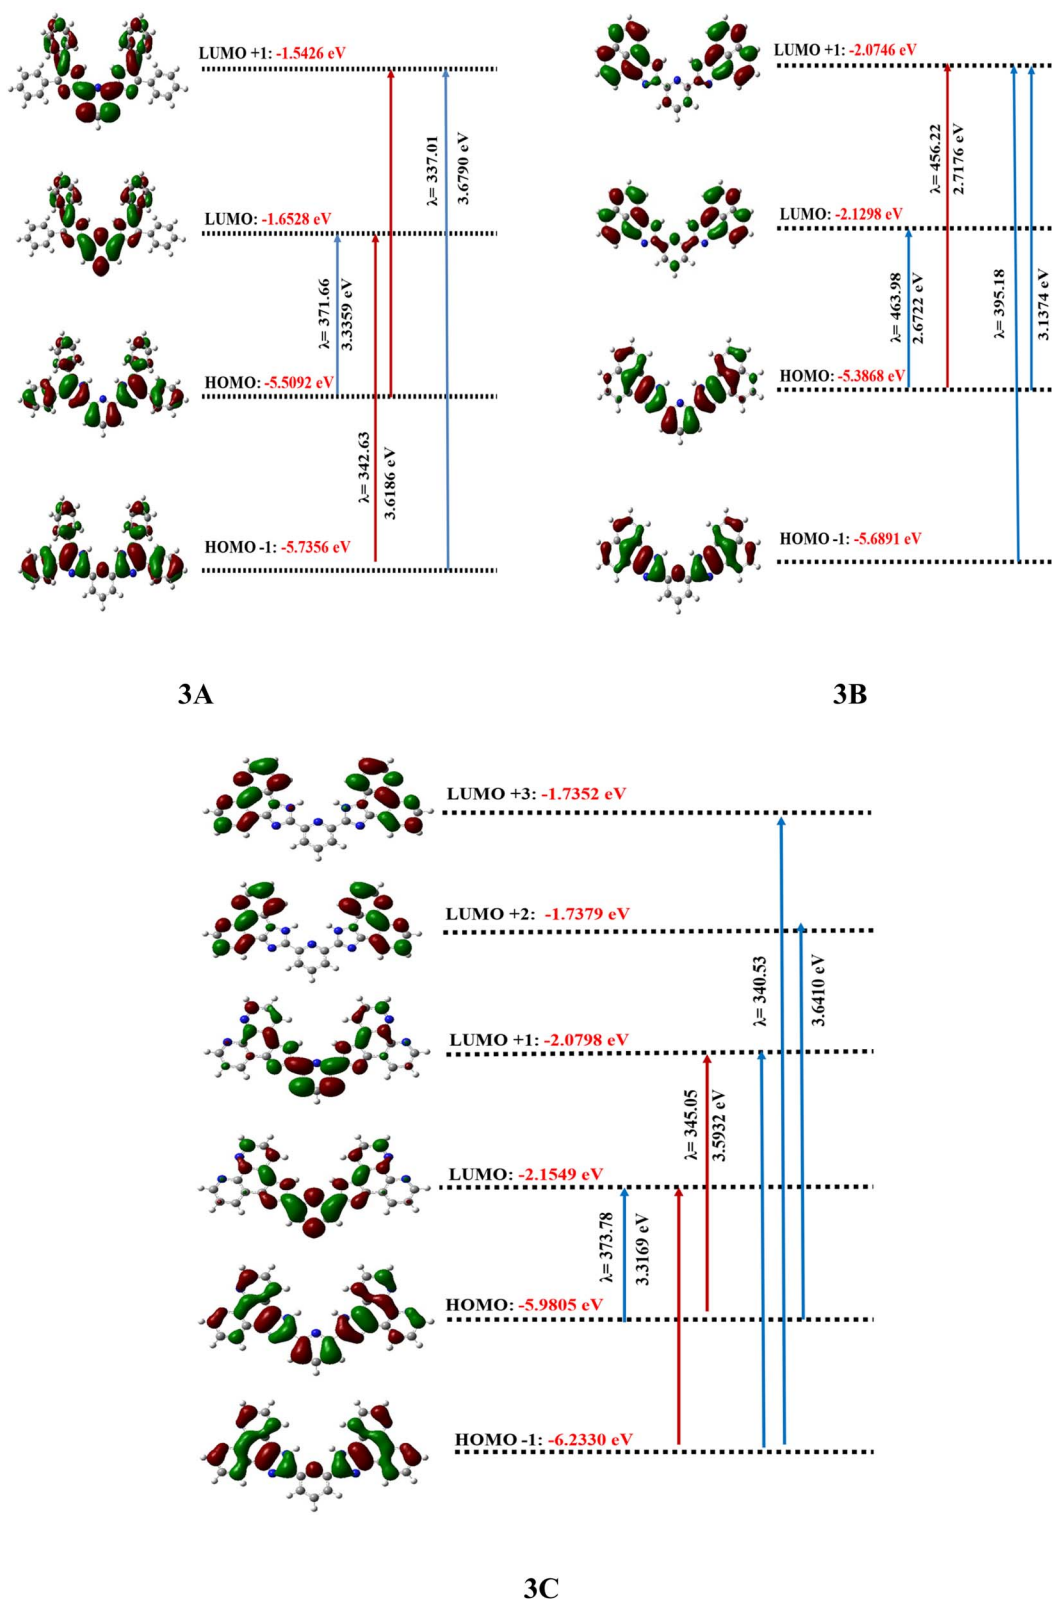 LUMO +1: -1.5426 eV
λ= 337.01
3.6790 eV
LUMO: -1.6528 eV
λ= 371.66
3.3359 eV
HOMO: -5.5092 eV
λ= 342.63
3.6186 eV
HOMO -1: -5.7356 eV
3A
LUMO +1: -2.0746 eV
λ= 456.22
2.7176 eV
LUMO: -2.1298 eV
λ= 463.98
2.6722 eV
λ= 395.18
3.1374 eV
HOMO: -5.3868 eV
HOMO -1: -5.6891 eV
3B
LUMO +3: -1.7352 eV
LUMO +2: -1.7379 eV
λ= 340.53
3.6410 eV
LUMO +1: -2.0798 eV
λ= 345.05
3.5932 eV
LUMO: -2.1549 eV
λ= 373.78
3.3169 eV
HOMO: -5.9805 eV
HOMO -1: -6.2330 eV
3C